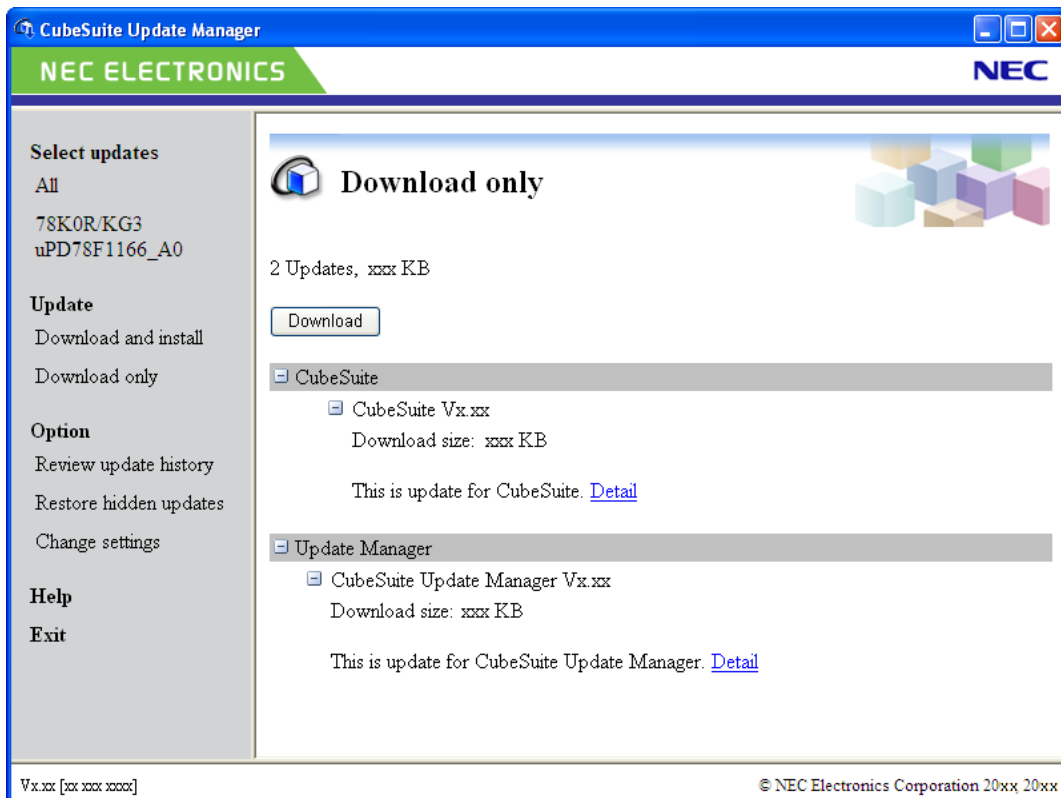 CubeSuite Update Manager
NEC ELECTRONICS
NEC
Select updates
All
78K0R/KG3
uPD78F1166_A0
Update
Download and install
Download only
Option
Review update history
Restore hidden updates
Change settings
Help
Exit
Download only
2 Updates, xxx KB
Download
CubeSuite
CubeSuite Vx.xx
Download size: xxx KB
This is update for CubeSuite. Detail
Update Manager
CubeSuite Update Manager Vx.xx
Download size: xxx KB
This is update for CubeSuite Update Manager. Detail
Vx.xx [xx xxx xxxx]
© NEC Electronics Corporation 20xx, 20xx